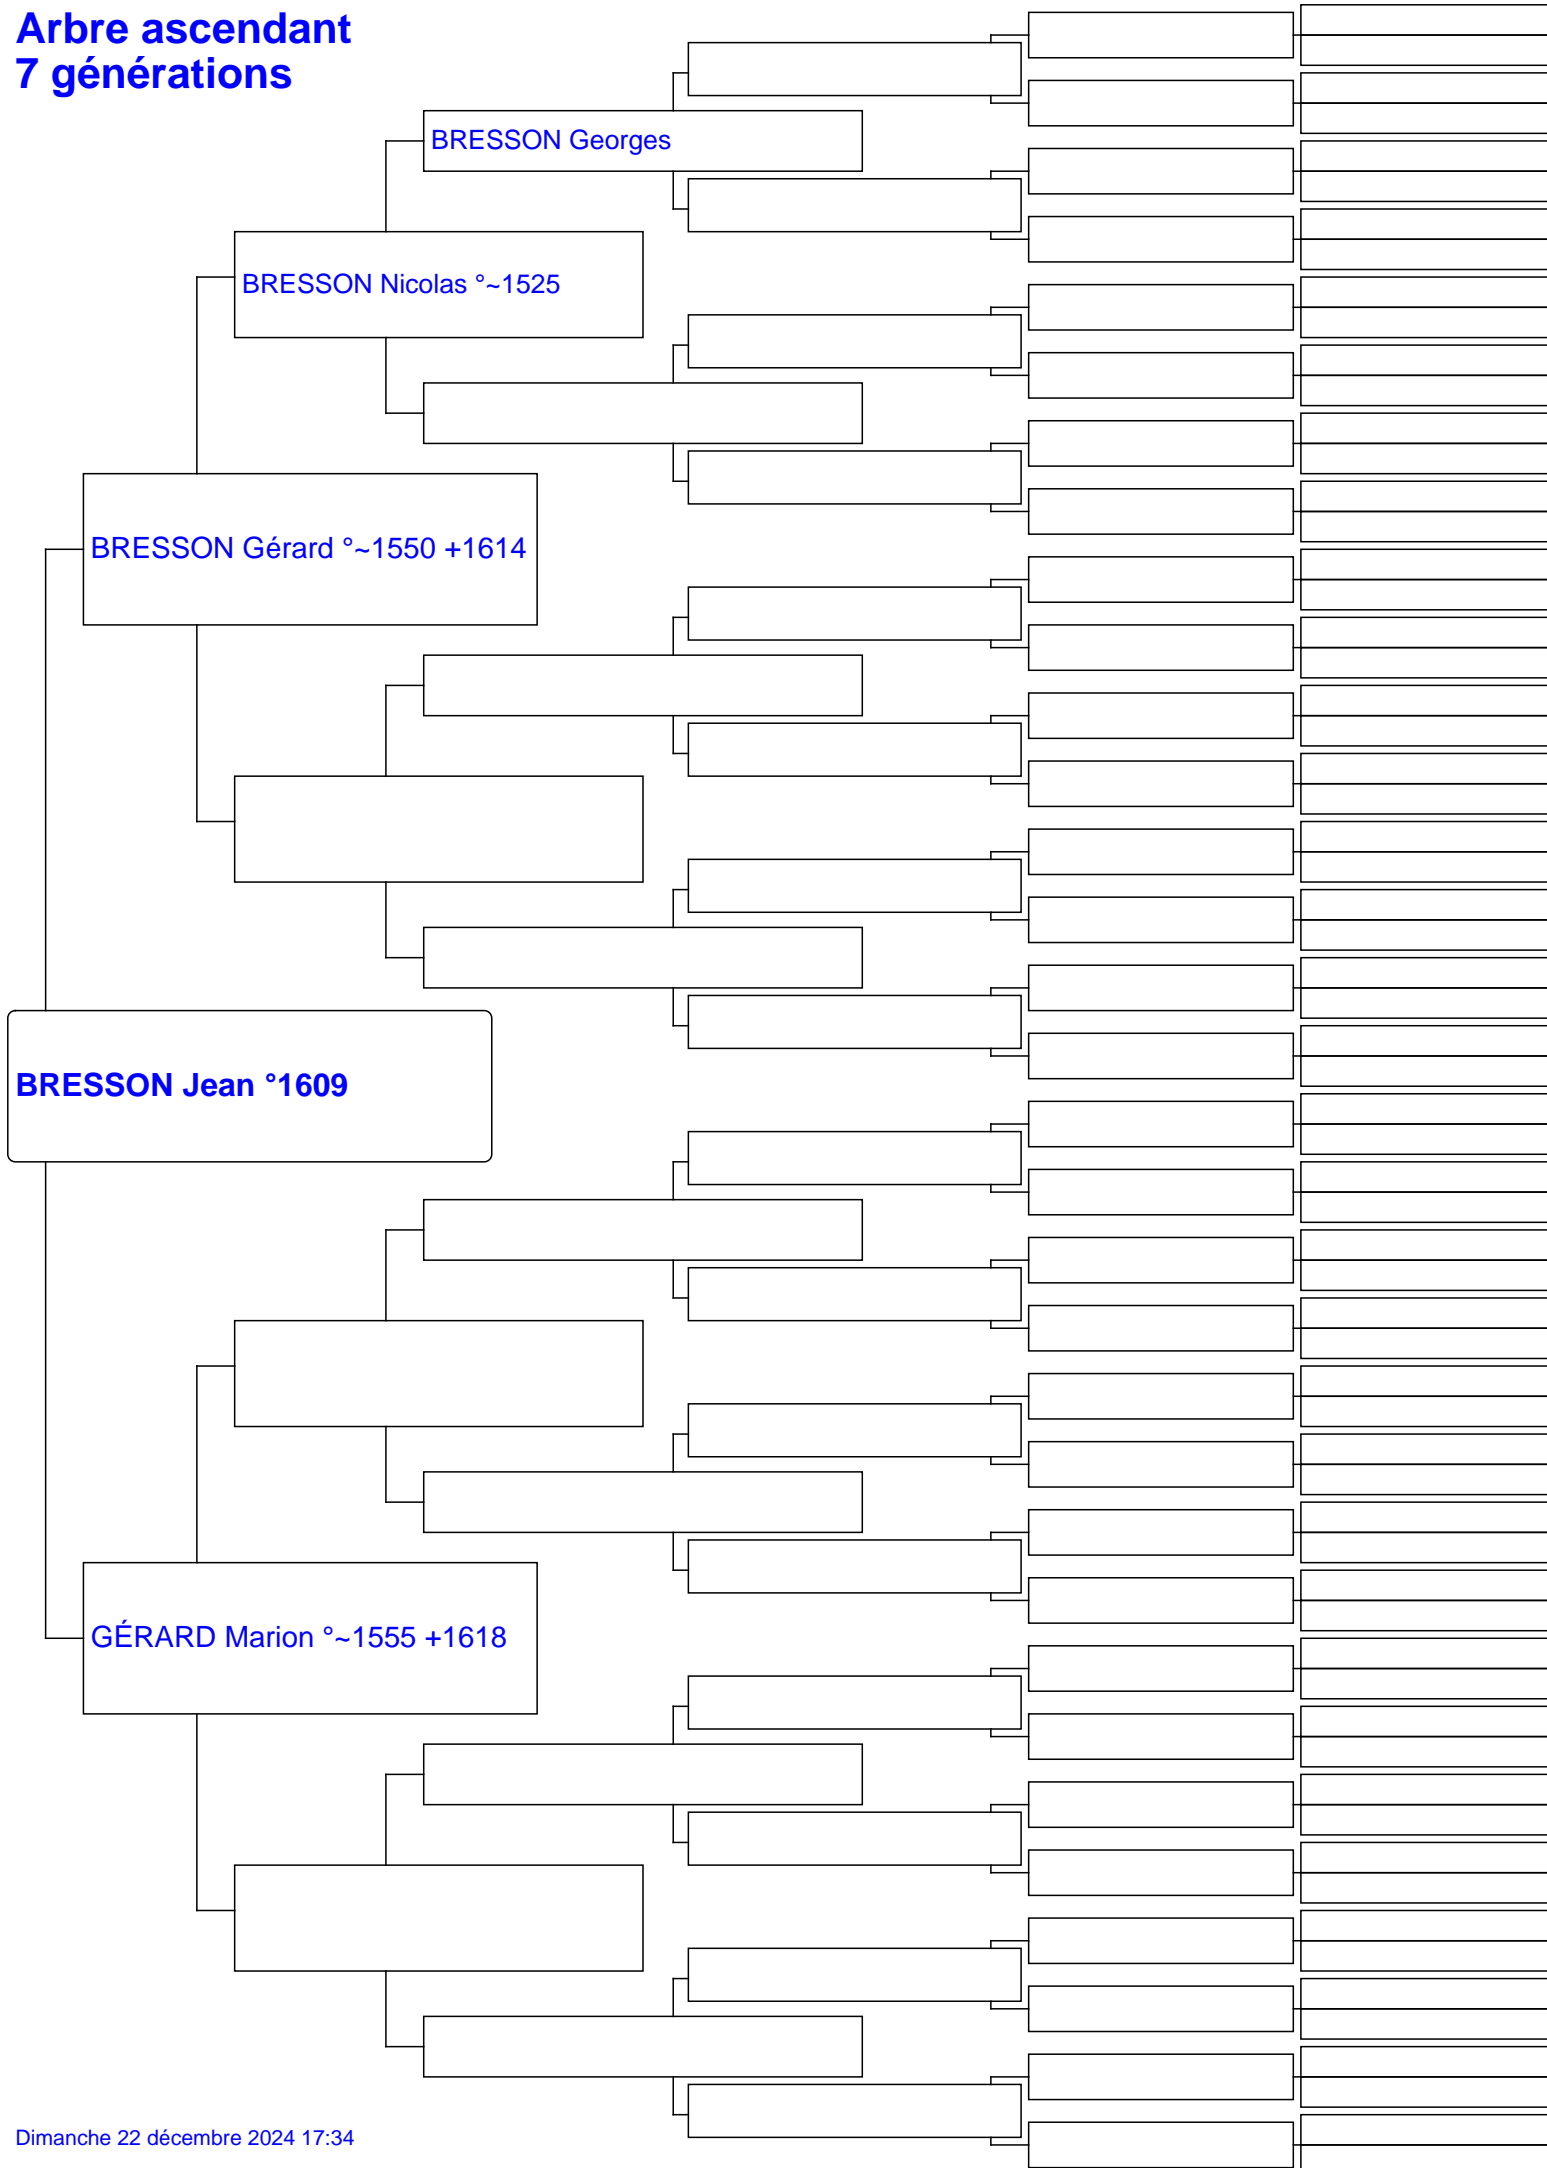 Arbre ascendant
7 générations
BRESSON Georges
BRESSON Nicolas °~1525
BRESSON Gérard °~1550 +1614
BRESSON Jean °1609
GÉRARD Marion °~1555 +1618
Dimanche 22 décembre 2024 17:34